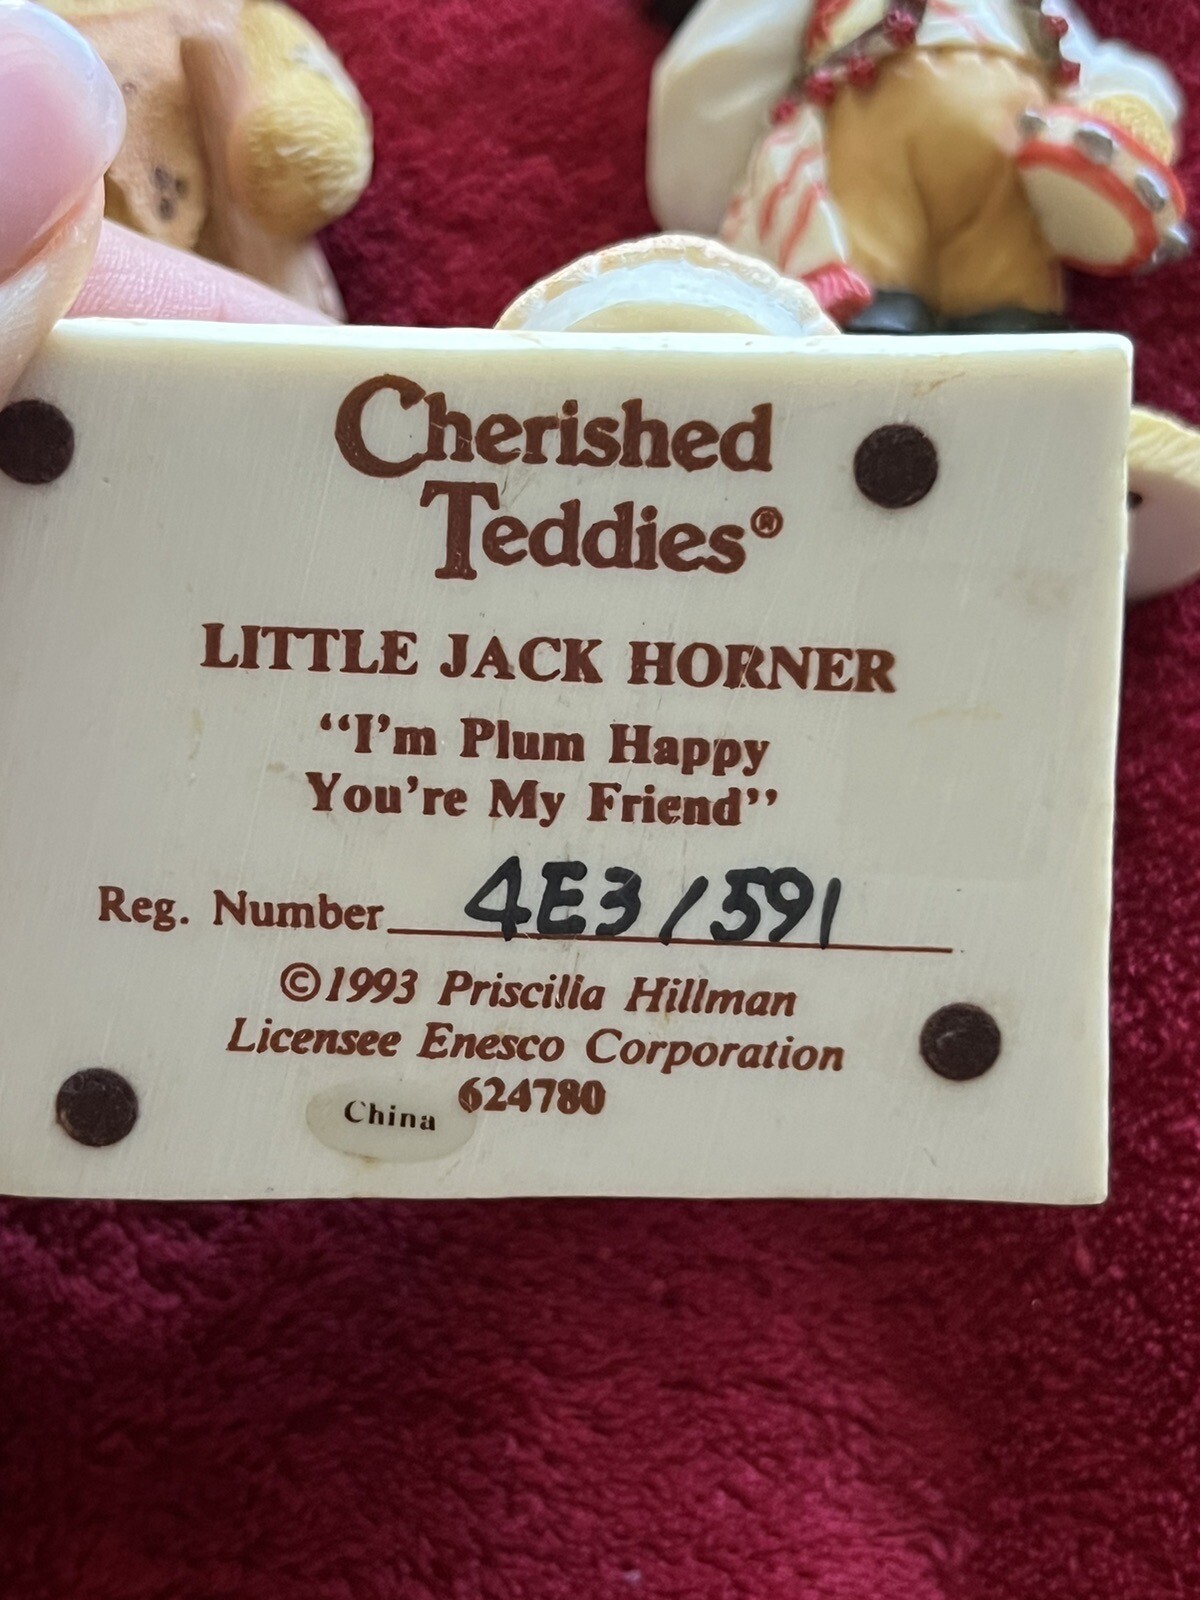 Cherished
Teddies®
LITTLE JACK HORNER
“I’m Plum Happy
You’re My Friend”
Reg. Number 4E3/591
©1993 Priscilla Hillman
Licensee Enesco Corporation
624780
China